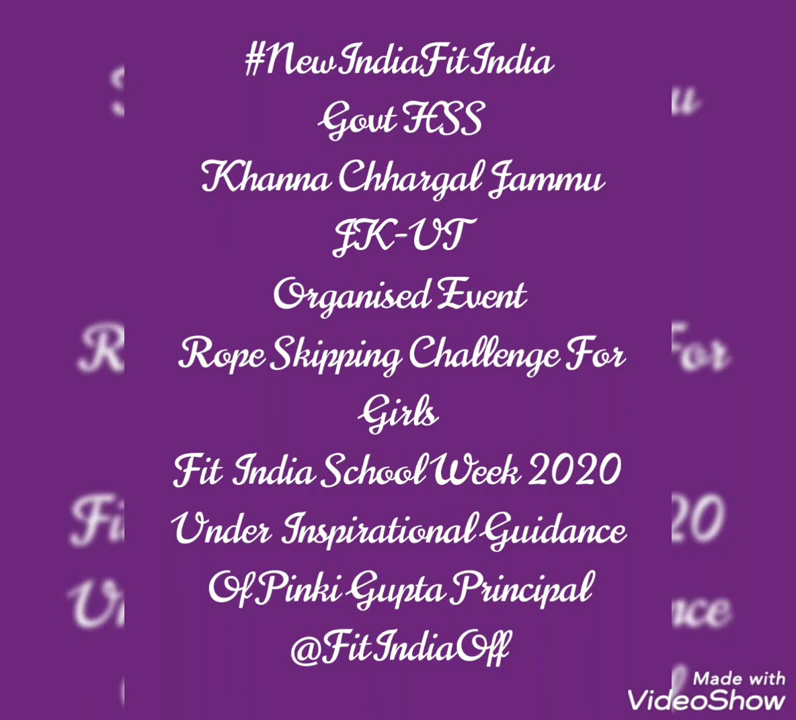 #NewIndiaFitIndia
Govt HSS
Khanna Chhargal Jammu
JK-UT
Organised Event
Rope Skipping Challenge For
Girls
Fit India School Week 2020
Under Inspirational Guidance
Of Pinki Gupta Principal
@FitIndiaOff
Made with
VideoShow